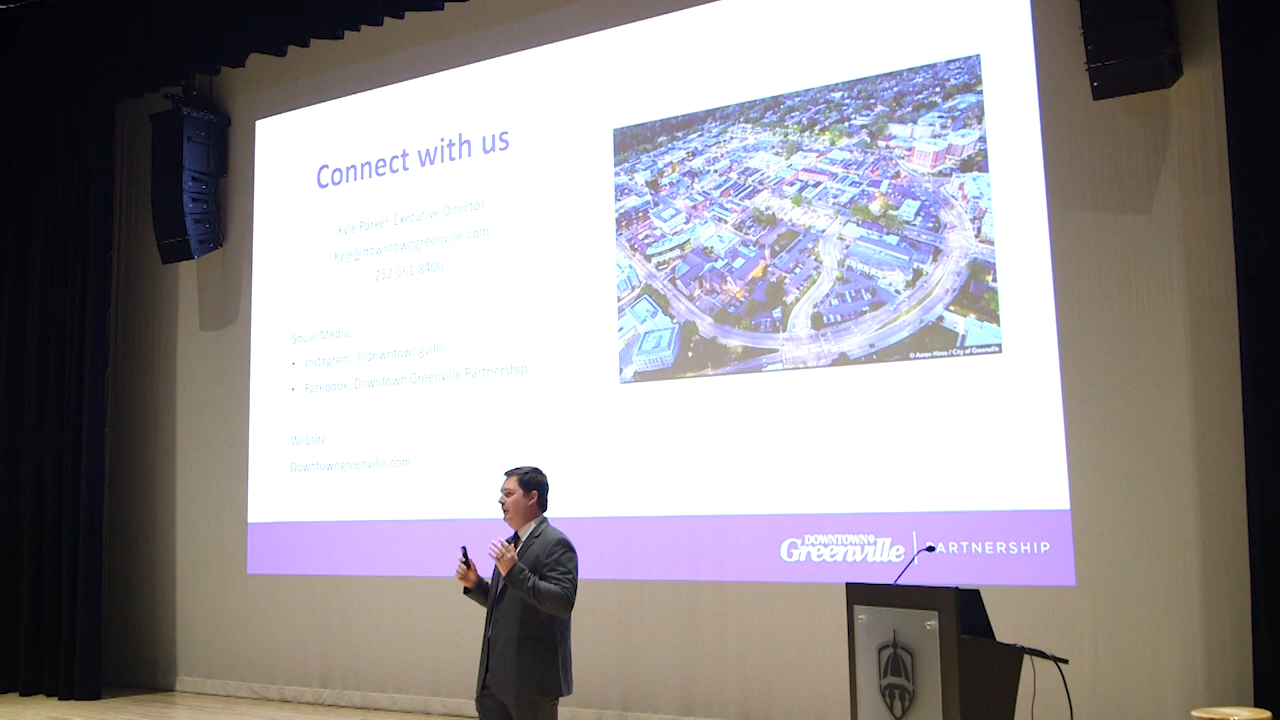 Connect with us
Kyle Parker, Executive Director
Kyle@downtowngreenville.com
252-561-8400
Social Media:
• Instagram: @downtowngville
• Facebook: Downtown Greenville Partnership
Website:
Downtowngreenville.com
© Aaron Hines / City of Greenville
DOWNTOWN
Greenville
PARTNERSHIP